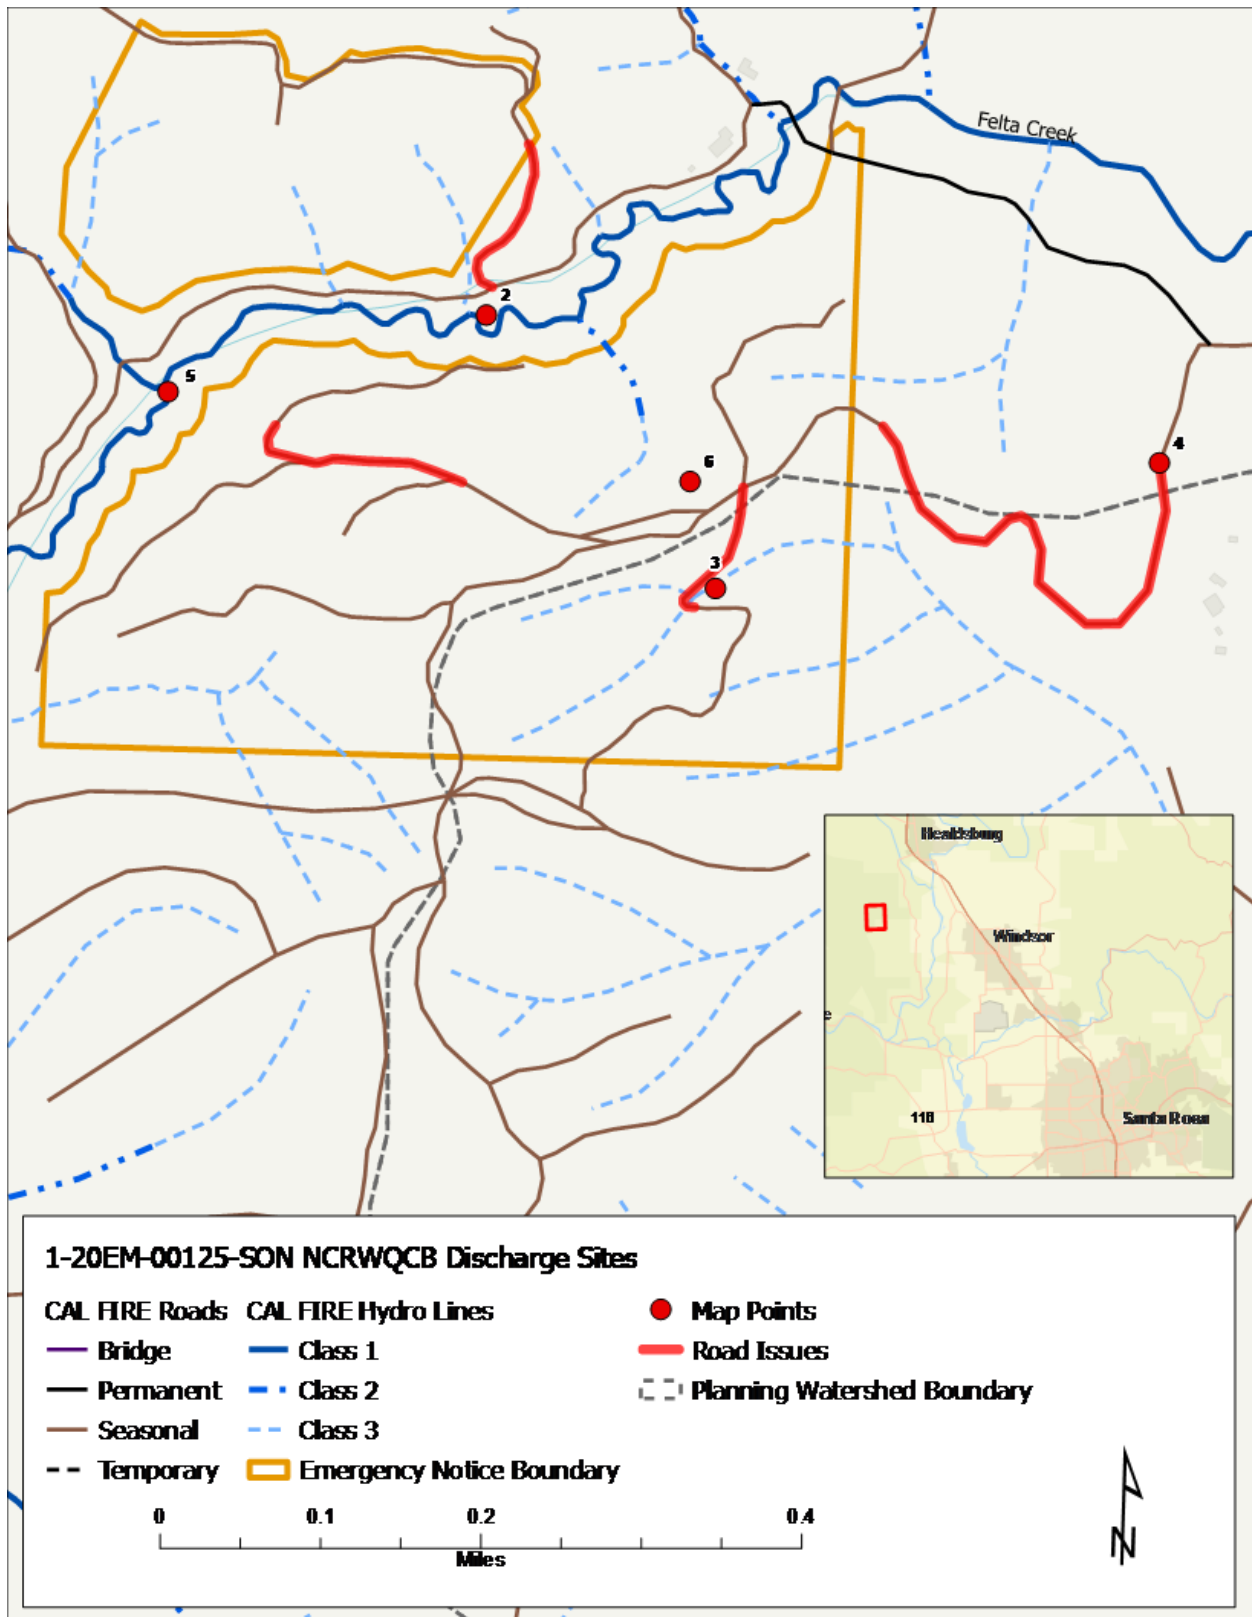 Felta Creek
2
5
6
4
3
Healdsburg
Windsor
e
116
Santa Rosa
1-20EM-00125-SON NCRWQCB Discharge Sites
CAL FIRE Roads CAL FIRE Hydro Lines
Map Points
Bridge Class 1 Road Issues
Permanent Class 2 Planning Watershed Boundary
Seasonal Class 3
Temporary Emergency Notice Boundary
0 0.1 0.2 0.4
Miles
N